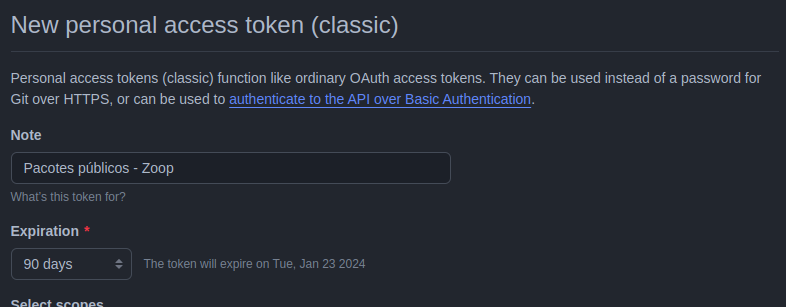 New personal access token (classic)
Personal access tokens (classic) function like ordinary OAuth access tokens. They can be used instead of a password for
Git over HTTPS, or can be used to authenticate to the API over Basic Authentication.
Note
Pacotes públicos - Zoop
What's this token for?
Expiration *
90 days The token will expire on Tue, Jan 23 2024
Select scopes